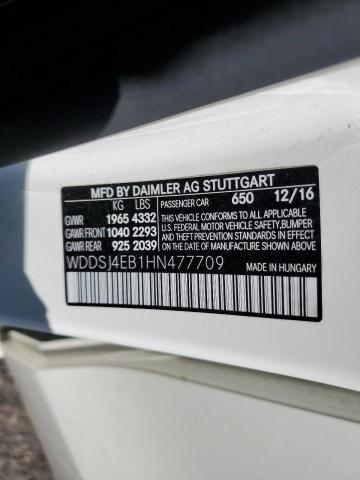 MFD BY DAIMLER AG STUTTGART
KG LBS PASSENGER CAR 650 12/16
GVWR 1965 4332 THIS VEHICLE CONFORMS TO ALL
GAWR FRONT 1040 2293 U.S. FEDERAL MOTOR VEHICLE SAFETY, BUMPER
GAWR REAR 925 2039 AND THEFT PREVENTION STANDARDS IN EFFECT
ON THE DATE OF MANUFACTURE SHOWN ABOVE.
WDDSJ4EB1HN477709 MADE IN HUNGARY